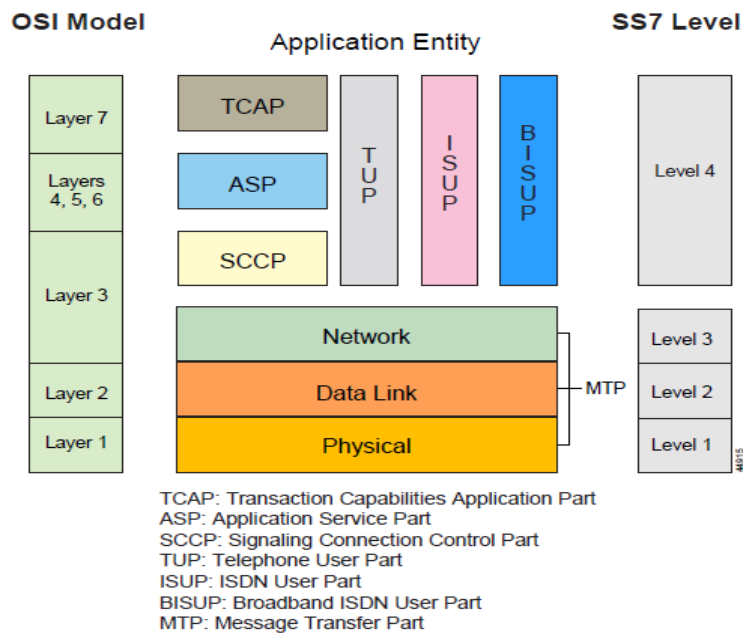 OSI Model
Application Entity
SS7 Level
Layer 7
Layers
4, 5, 6
Layer 3
Layer 2
Layer 1
TCAP
ASP
SCCP
TUP
ISUP
BISUP
Network
Data Link
Physical
MTP
Level 4
Level 3
Level 2
Level 1
44915
TCAP: Transaction Capabilities Application Part
ASP: Application Service Part
SCCP: Signaling Connection Control Part
TUP: Telephone User Part
ISUP: ISDN User Part
BISUP: Broadband ISDN User Part
MTP: Message Transfer Part